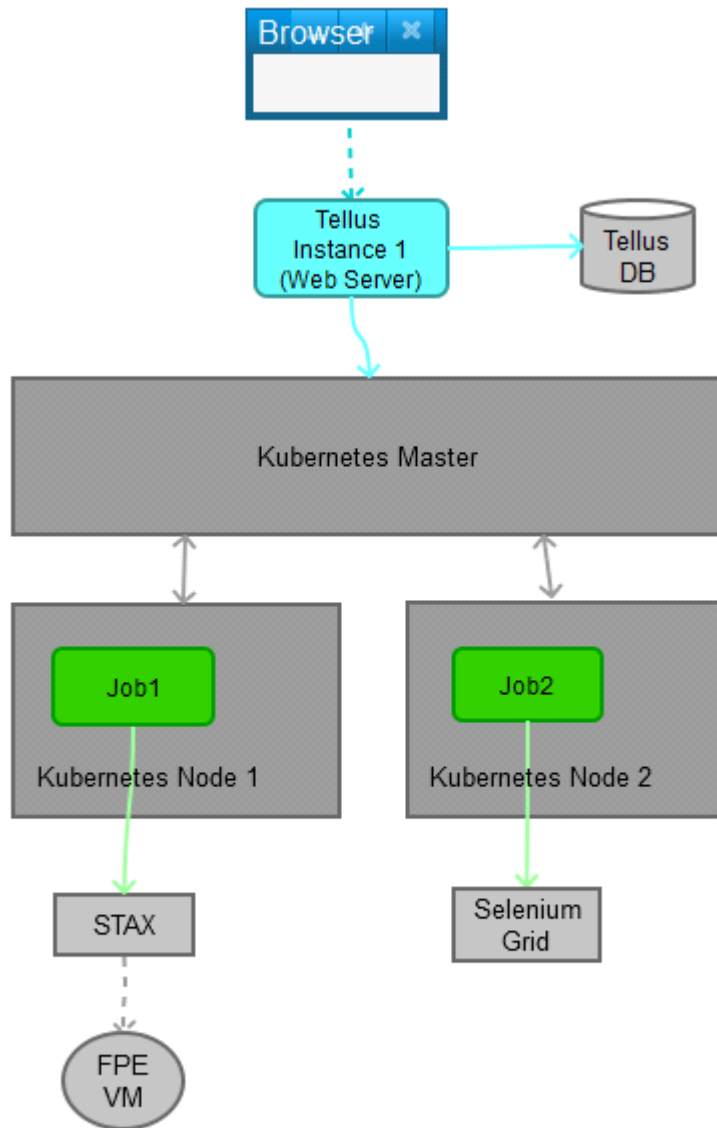 Browser
Tellus
Instance 1
(Web Server)
Tellus
DB
Kubernetes Master
Job1
Job2
Kubernetes Node 1
Kubernetes Node 2
STAX
Selenium
Grid
FPE
VM